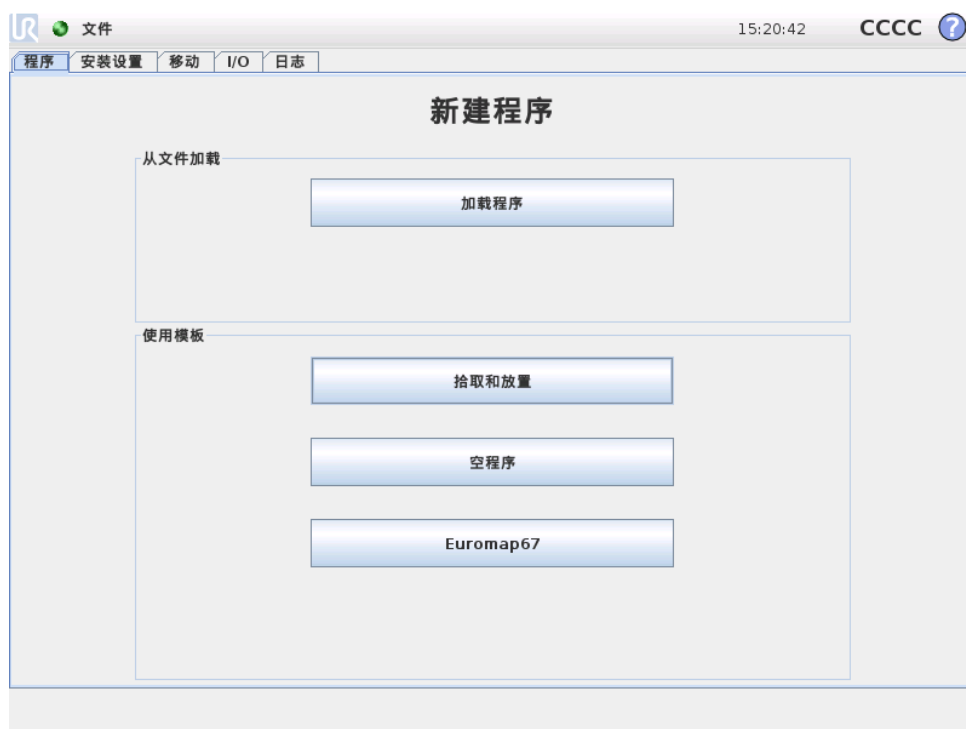 UR 文件 15:20:42 CCCC ?
程序 安装设置 移动 I/O 日志
新建程序
从文件加载
加载程序
使用模板
拾取和放置
空程序
Euromap67